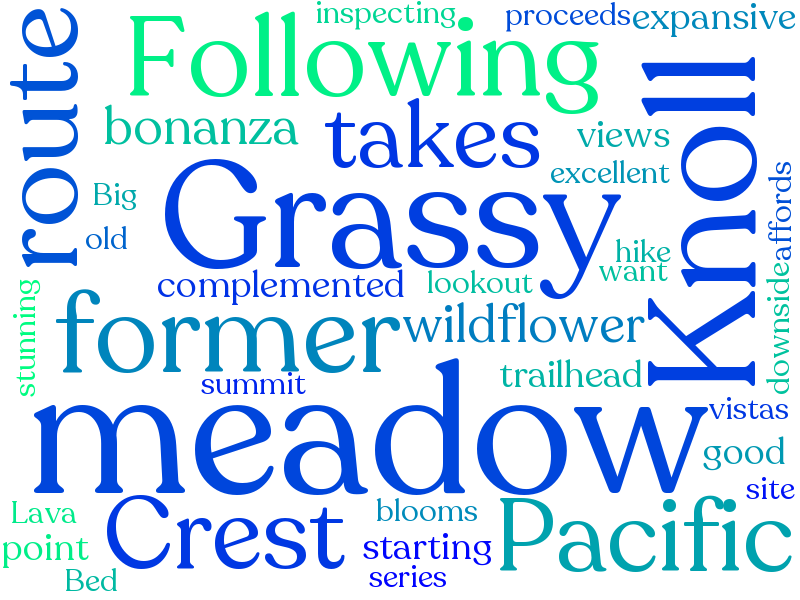 inspecting
proceeds
expansive
route
Following
Knoll
bonanza
takes
views
excellent
Big
Grassy
affords
old
hike
want
complemented
lookout
stunning
former
wildflower
downside
summit
trailhead
meadow
vistas
good
site
Lava
Crest
blooms
Pacific
point
starting
Bed
series